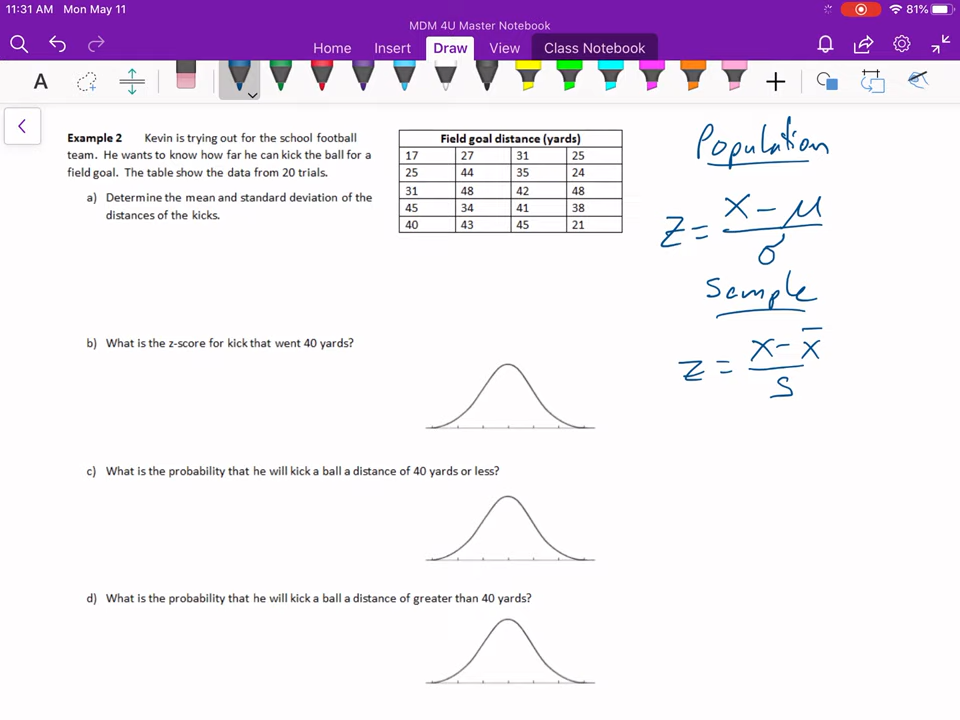 11:31 AM Mon May 11
81%
MDM 4U Master Notebook
Home Insert Draw View Class Notebook
A
Example 2 Kevin is trying out for the school football
team. He wants to know how far he can kick the ball for a
field goal. The table show the data from 20 trials.
a) Determine the mean and standard deviation of the
distances of the kicks.
Field goal distance (yards)
17 27 31 25
25 44 35 24
31 48 42 48
45 34 41 38
40 43 45 21
Population
z = x - μ
σ
Sample
z = x - x̄
s
b) What is the z-score for kick that went 40 yards?
c) What is the probability that he will kick a ball a distance of 40 yards or less?
d) What is the probability that he will kick a ball a distance of greater than 40 yards?